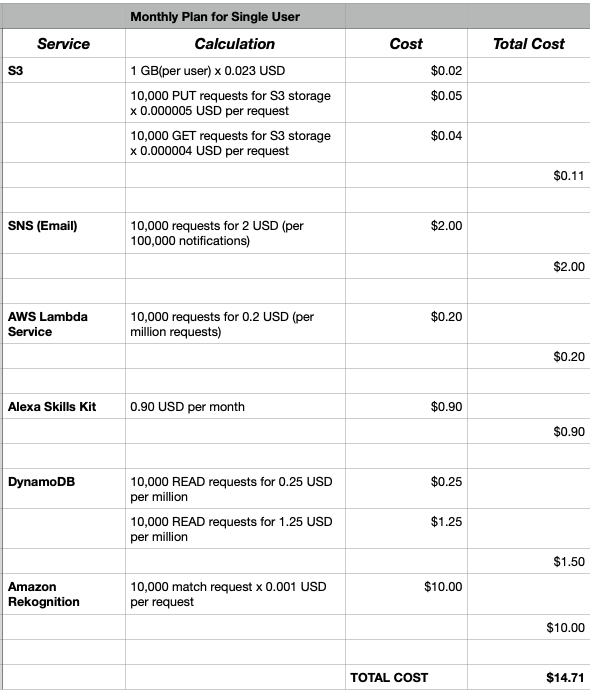 Monthly Plan for Single User
Service Calculation Cost Total Cost
S3 1 GB(per user) x 0.023 USD $0.02
10,000 PUT requests for S3 storage $0.05
x 0.000005 USD per request
10,000 GET requests for S3 storage $0.04
x 0.000004 USD per request
$0.11
SNS (Email) 10,000 requests for 2 USD (per $2.00
100,000 notifications)
$2.00
AWS Lambda 10,000 requests for 0.2 USD (per $0.20
Service million requests)
$0.20
Alexa Skills Kit 0.90 USD per month $0.90
$0.90
DynamoDB 10,000 READ requests for 0.25 USD $0.25
per million
10,000 READ requests for 1.25 USD $1.25
per million
$1.50
Amazon 10,000 match request x 0.001 USD $10.00
Rekognition per request
$10.00
TOTAL COST $14.71